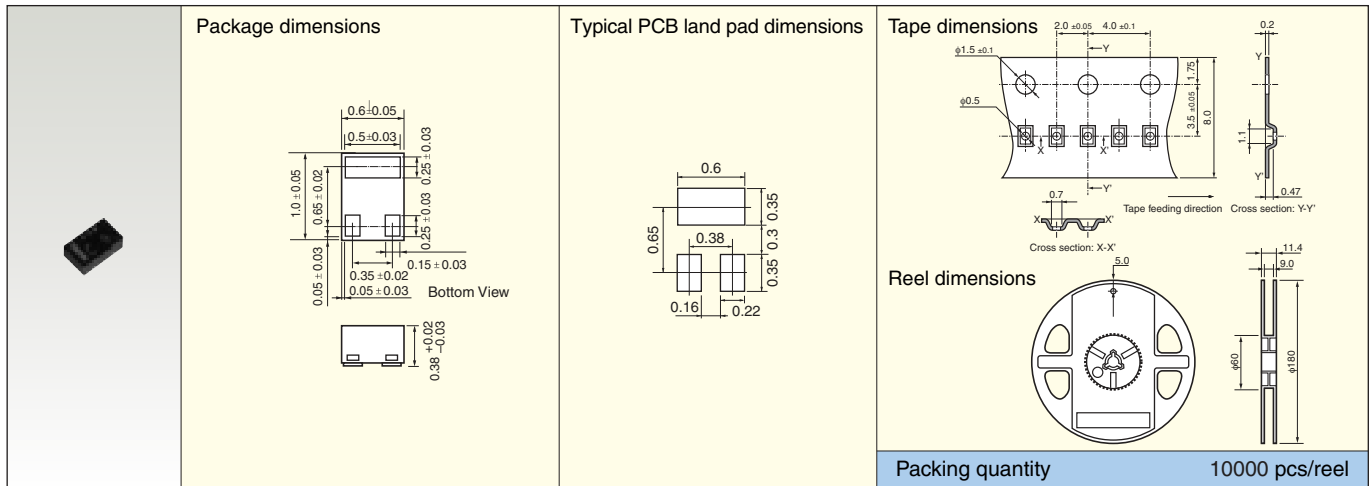 Package dimensions
0.6±0.05
0.5±0.03
0.25 ± 0.03
1.0 ± 0.05
0.65 ± 0.02
0.25 ± 0.03
0.05 ± 0.03
0.15 ± 0.03
0.35 ± 0.02
0.05 ± 0.03
Bottom View
0.38 +0.02 −0.03
Typical PCB land pad dimensions
0.6
0.35
0.65
0.38
0.3
0.35
0.16
0.22
Tape dimensions
2.0 ±0.05
4.0 ±0.1
0.2
Y
Y
φ1.5 ±0.1
1.75
φ0.5
3.5 ±0.05
8.0
1.1
X
X'
Y'
Y'
0.7
0.47
X
X'
Tape feeding direction
Cross section: Y-Y'
Cross section: X-X'
Reel dimensions
5.0
11.4
9.0
φ60
φ180
Packing quantity 10000 pcs/reel